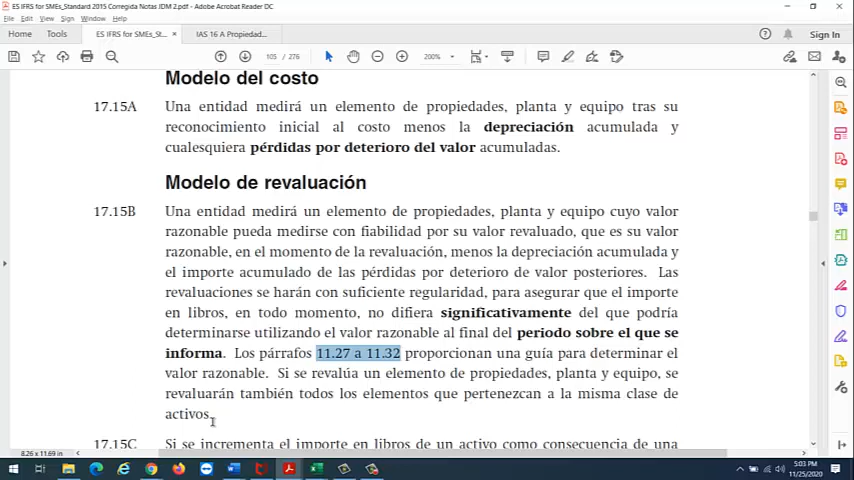 ES IFRS for SMEs_Standard 2015 Corregida Notas JDM 2.pdf - Adobe Acrobat Reader DC
File Edit View Sign Window Help
Home Tools ES IFRS for SMEs_St... × IAS 16 A Propiedad... Sign In
105 / 276 200%
Modelo del costo
17.15A Una entidad medirá un elemento de propiedades, planta y equipo tras su
reconocimiento inicial al costo menos la depreciación acumulada y
cualesquiera pérdidas por deterioro del valor acumuladas.
Modelo de revaluación
17.15B Una entidad medirá un elemento de propiedades, planta y equipo cuyo valor
razonable pueda medirse con fiabilidad por su valor revaluado, que es su valor
razonable, en el momento de la revaluación, menos la depreciación acumulada y
el importe acumulado de las pérdidas por deterioro de valor posteriores. Las
revaluaciones se harán con suficiente regularidad, para asegurar que el importe
en libros, en todo momento, no difiera significativamente del que podría
determinarse utilizando el valor razonable al final del periodo sobre el que se
informa. Los párrafos 11.27 a 11.32 proporcionan una guía para determinar el
valor razonable. Si se revalúa un elemento de propiedades, planta y equipo, se
revaluarán también todos los elementos que pertenezcan a la misma clase de
activos.
17.15C Si se incrementa el importe en libros de un activo como consecuencia de una
8.26 x 11.69 in
5:03 PM
11/25/2020